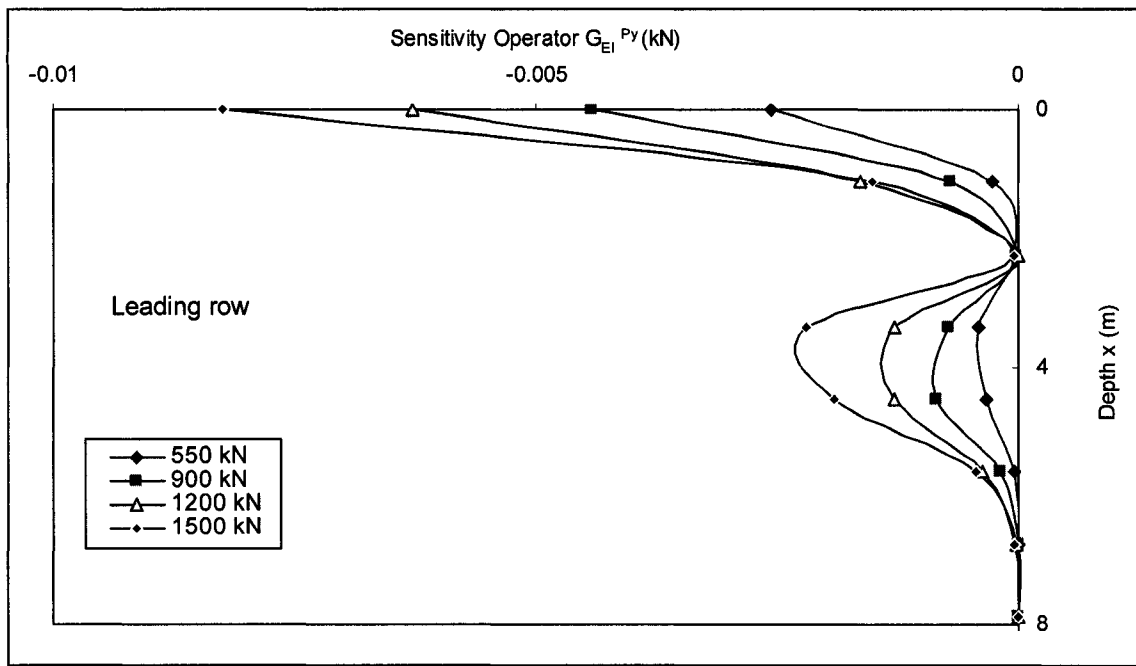 Sensitivity Operator G_EI ^Py (kN)
-0.01 -0.005 0
0
Leading row
4
Depth x (m)
550 kN
900 kN
1200 kN
1500 kN
8